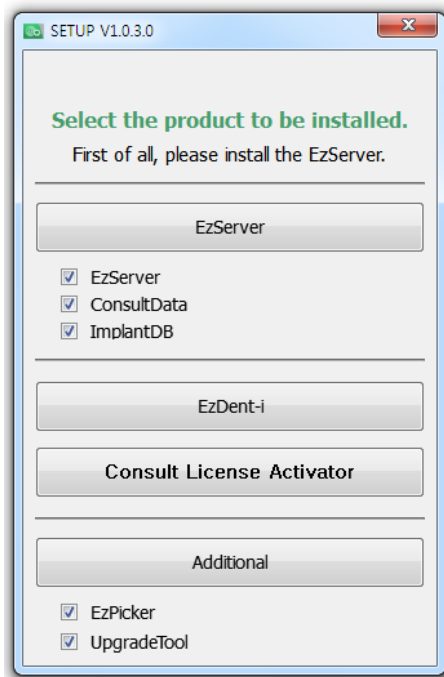 SETUP V1.0.3.0
Select the product to be installed.
First of all, please install the EzServer.
EzServer
EzServer
ConsultData
ImplantDB
EzDent-i
Consult License Activator
Additional
EzPicker
UpgradeTool